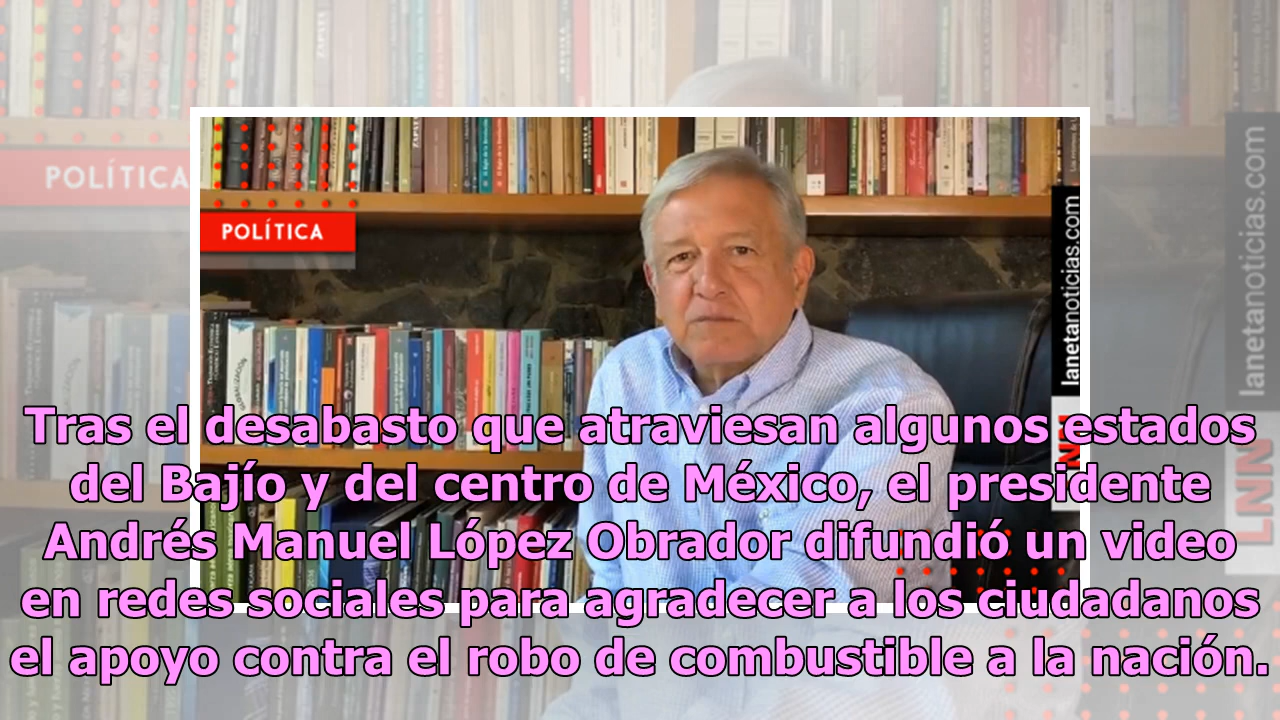 POLÍTICA
POLÍTICA
lanetanoticias.com
LNN
lanetanoticias.com
LNN
Tras el desabasto que atraviesan algunos estados
del Bajío y del centro de México, el presidente
Andrés Manuel López Obrador difundió un video
en redes sociales para agradecer a los ciudadanos
el apoyo contra el robo de combustible a la nación.